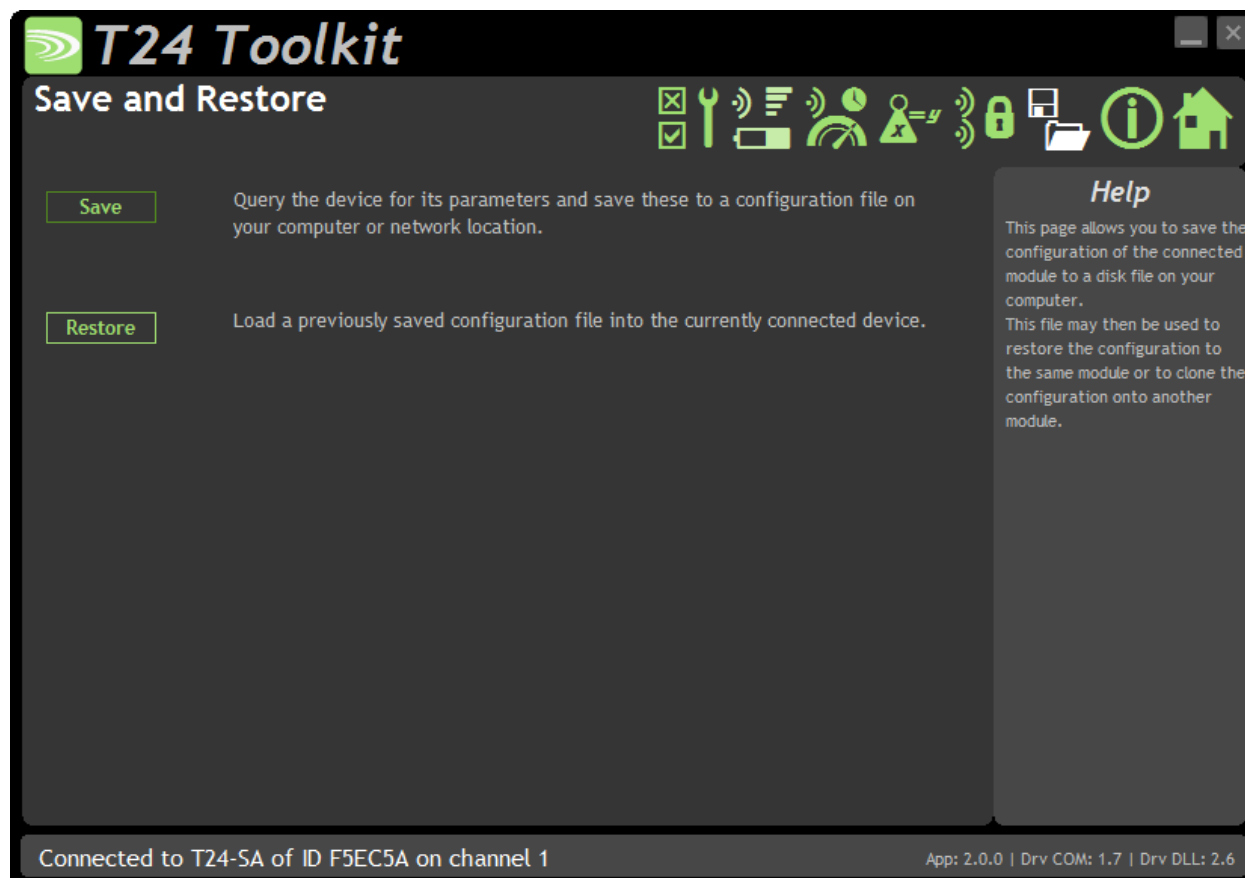 T24 Toolkit
Save and Restore
x=y
Save
Query the device for its parameters and save these to a configuration file on
your computer or network location.
Restore
Load a previously saved configuration file into the currently connected device.
Help
This page allows you to save the
configuration of the connected
module to a disk file on your
computer.
This file may then be used to
restore the configuration to
the same module or to clone the
configuration onto another
module.
Connected to T24-SA of ID F5EC5A on channel 1
App: 2.0.0 | Drv COM: 1.7 | Drv DLL: 2.6